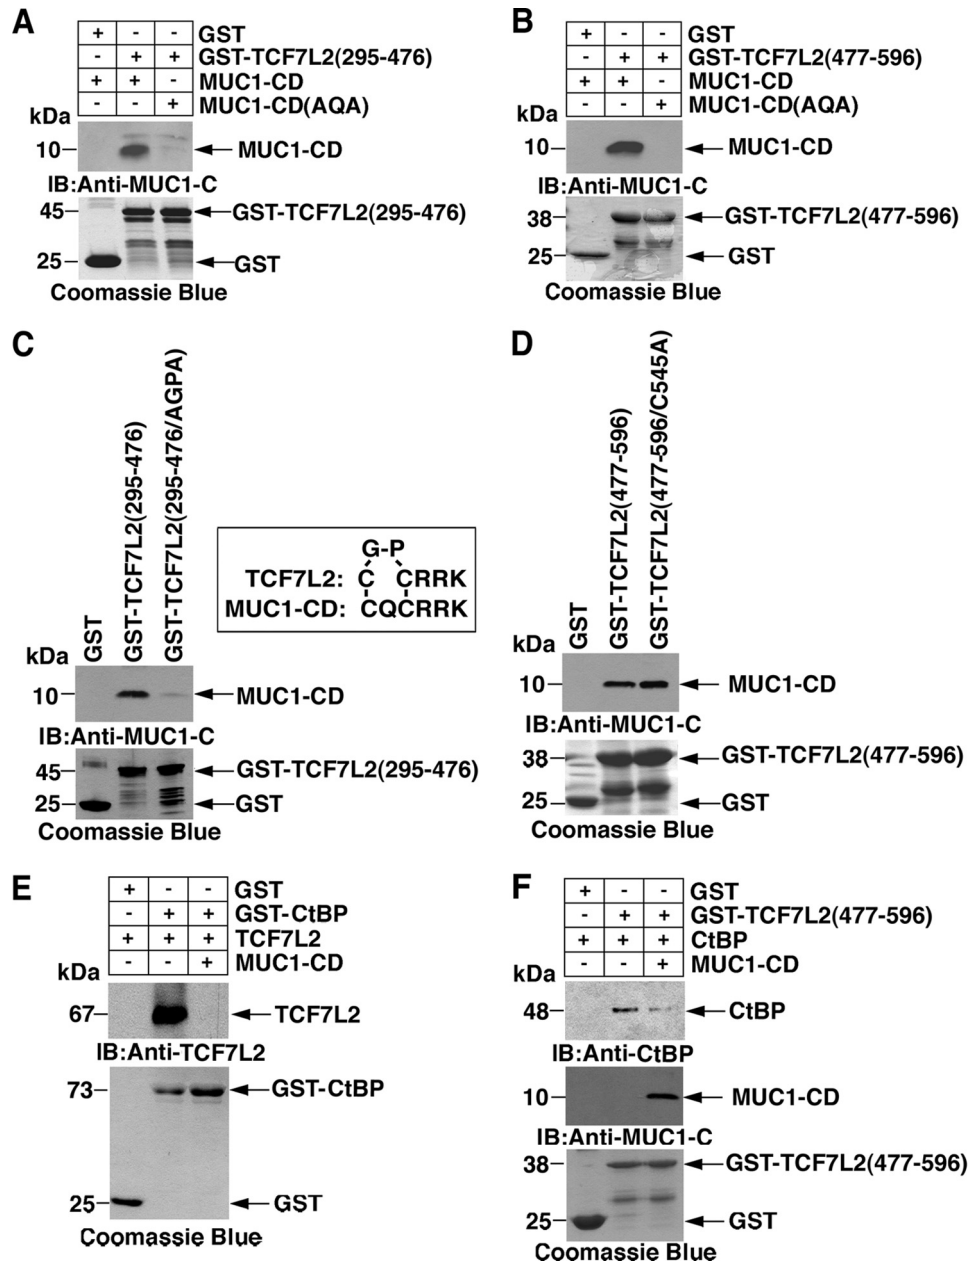 A
+ - - GST
- + + GST-TCF7L2(295-476)
+ + - MUC1-CD
- - + MUC1-CD(AQA)
kDa
10 MUC1-CD
IB:Anti-MUC1-C
45 GST-TCF7L2(295-476)
25 GST
Coomassie Blue
B
+ - - GST
- + + GST-TCF7L2(477-596)
+ + - MUC1-CD
- - + MUC1-CD(AQA)
kDa
10 MUC1-CD
IB:Anti-MUC1-C
38 GST-TCF7L2(477-596)
25 GST
Coomassie Blue
C
GST
GST-TCF7L2(295-476)
GST-TCF7L2(295-476/AGPA)
G-P
TCF7L2: C CRRK
MUC1-CD: CQCRRK
kDa
10 MUC1-CD
IB:Anti-MUC1-C
45 GST-TCF7L2(295-476)
25 GST
Coomassie Blue
D
GST
GST-TCF7L2(477-596)
GST-TCF7L2(477-596/C545A)
kDa
10 MUC1-CD
IB:Anti-MUC1-C
38 GST-TCF7L2(477-596)
25 GST
Coomassie Blue
E
+ - - GST
- + + GST-CtBP
+ + + TCF7L2
- - + MUC1-CD
kDa
67 TCF7L2
IB:Anti-TCF7L2
73 GST-CtBP
25 GST
Coomassie Blue
F
+ - - GST
- + + GST-TCF7L2(477-596)
+ + + CtBP
- - + MUC1-CD
kDa
48 CtBP
IB:Anti-CtBP
10 MUC1-CD
IB:Anti-MUC1-C
38 GST-TCF7L2(477-596)
25 GST
Coomassie Blue